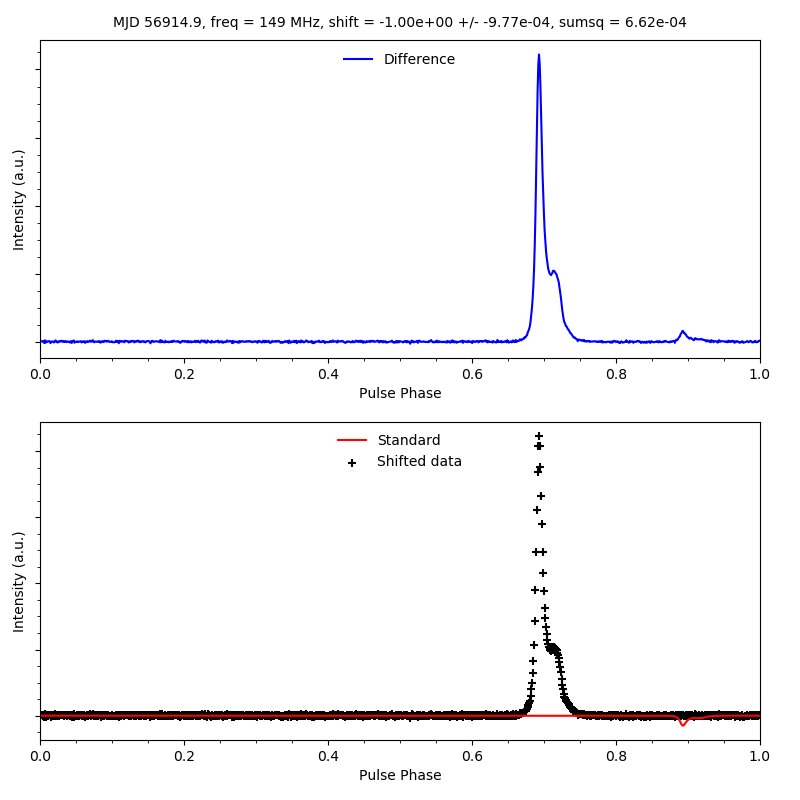 MJD 56914.9, freq = 149 MHz, shift = -1.00e+00 +/- -9.77e-04, sumsq = 6.62e-04
Difference
Intensity (a.u.)
0.0 0.2 0.4 0.6 0.8 1.0
Pulse Phase
Standard
Shifted data
Intensity (a.u.)
0.0 0.2 0.4 0.6 0.8 1.0
Pulse Phase